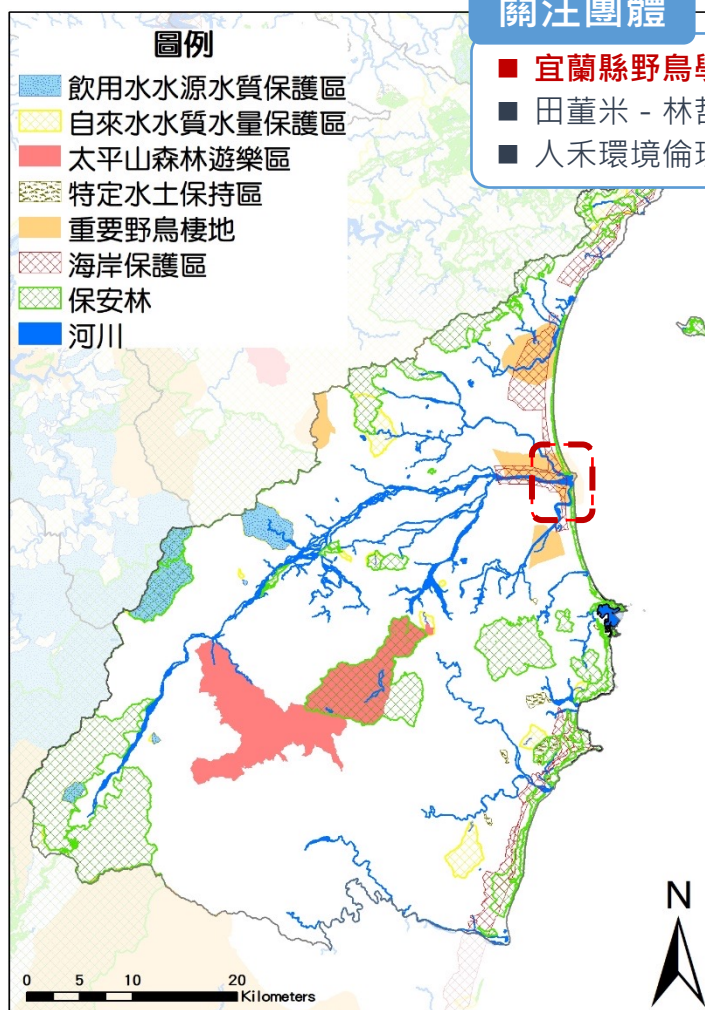 圖例
飲用水水源水質保護區
自來水水質水量保護區
太平山森林遊樂區
特定水土保持區
重要野鳥棲地
海岸保護區
保安林
河川
關注團體
■ 宜蘭縣野鳥學
■ 田董米 - 林哲
■ 人禾環境倫理
N
0 5 10 20
Kilometers